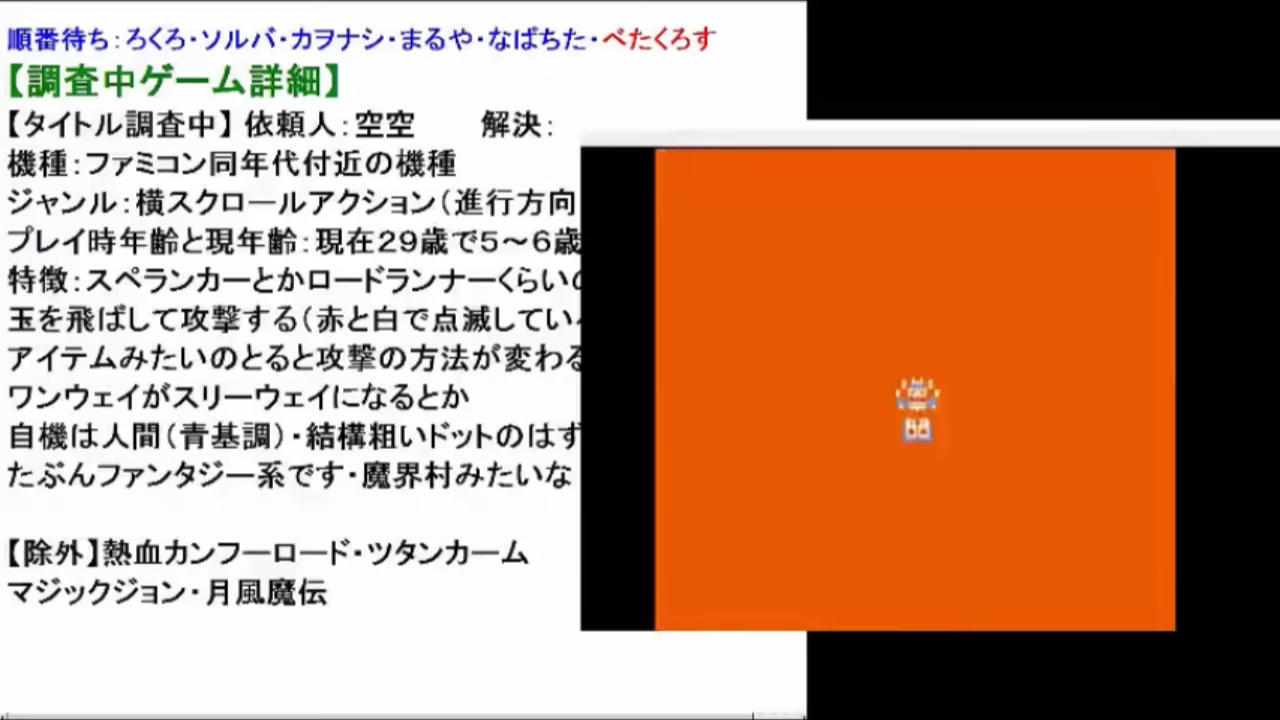 順番待ち：ろくろ・ソルバ・カヲナシ・まるや・なぱちた・べたくろす
【調査中ゲーム詳細】
【タイトル調査中】 依頼人：空空　　解決：
機種：ファミコン同年代付近の機種
ジャンル：横スクロールアクション（進行方向
プレイ時年齢と現年齢：現在29歳で5～6歳
特徴：スペランカーとかロードランナーくらい
玉を飛ばして攻撃する（赤と白で点滅してい
アイテムみたいのとると攻撃の方法が変わる
ワンウェイがスリーウェイになるとか
自機は人間（青基調）・結構粗いドットのはず
たぶんファンタジー系です・魔界村みたいな
【除外】熱血カンフーロード・ツタンカーム
マジックジョン・月風魔伝